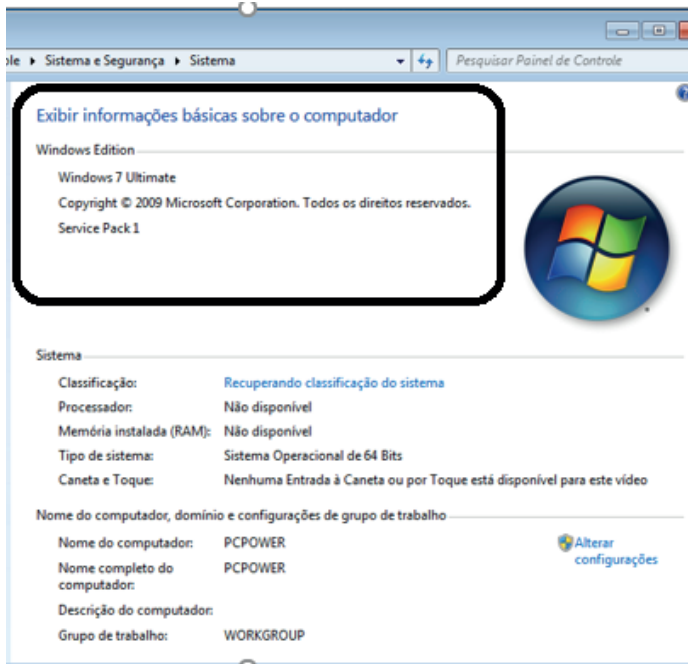 ole ▸ Sistema e Segurança ▸ Sistema
Pesquisar Painel de Controle
Exibir informações básicas sobre o computador
Windows Edition
Windows 7 Ultimate
Copyright © 2009 Microsoft Corporation. Todos os direitos reservados.
Service Pack 1
Sistema
Classificação: Recuperando classificação do sistema
Processador: Não disponível
Memória instalada (RAM): Não disponível
Tipo de sistema: Sistema Operacional de 64 Bits
Caneta e Toque: Nenhuma Entrada à Caneta ou por Toque está disponível para este vídeo
Nome do computador, domínio e configurações de grupo de trabalho
Nome do computador: PCPOWER
Alterar
configurações
Nome completo do
computador: PCPOWER
Descrição do computador:
Grupo de trabalho: WORKGROUP